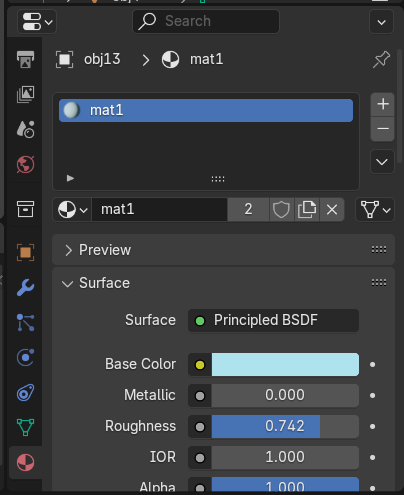 Search
obj13 mat1
mat1
mat1 2
Preview
Surface
Surface Principled BSDF
Base Color
Metallic 0.000
Roughness 0.742
IOR 1.000
Alpha 1.000